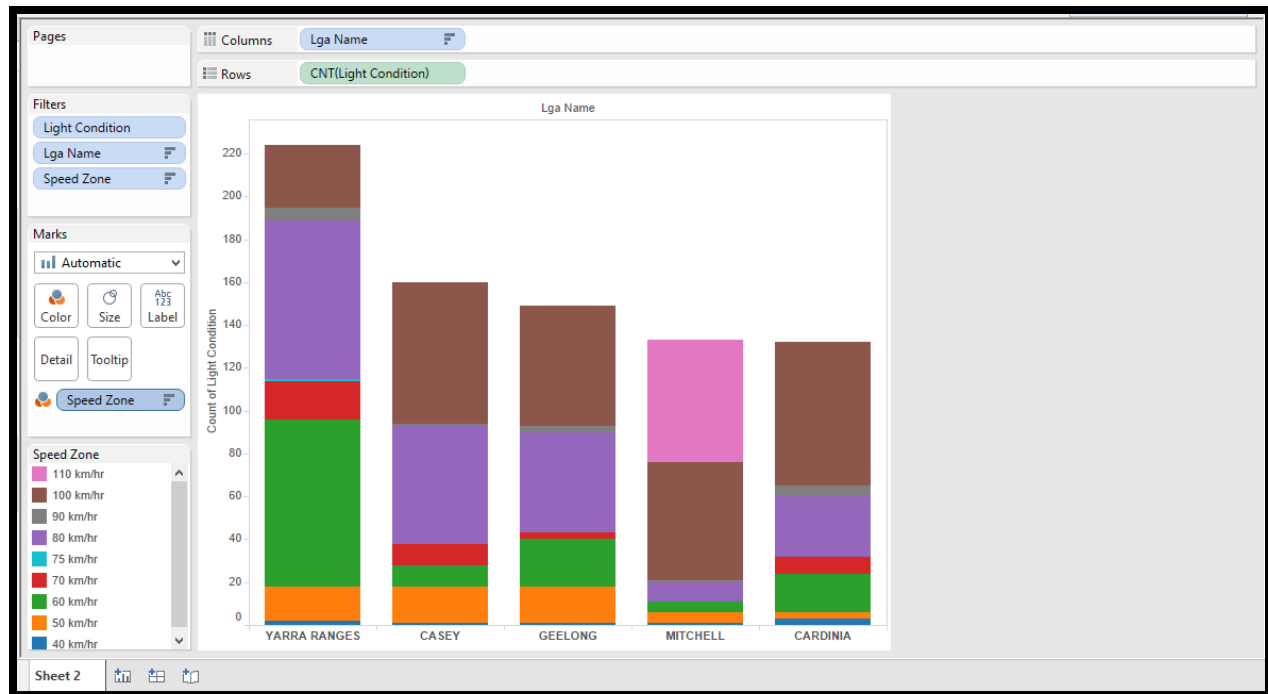 Pages
Columns
Lga Name
Rows
CNT(Light Condition)
Filters
Light Condition
Lga Name
Speed Zone
Marks
Automatic
Color
Size
Abc
123
Label
Detail
Tooltip
Speed Zone
Speed Zone
110 km/hr
100 km/hr
90 km/hr
80 km/hr
75 km/hr
70 km/hr
60 km/hr
50 km/hr
40 km/hr
Lga Name
Count of Light Condition
220
200
180
160
140
120
100
80
60
40
20
0
YARRA RANGES
CASEY
GEELONG
MITCHELL
CARDINIA
Sheet 2